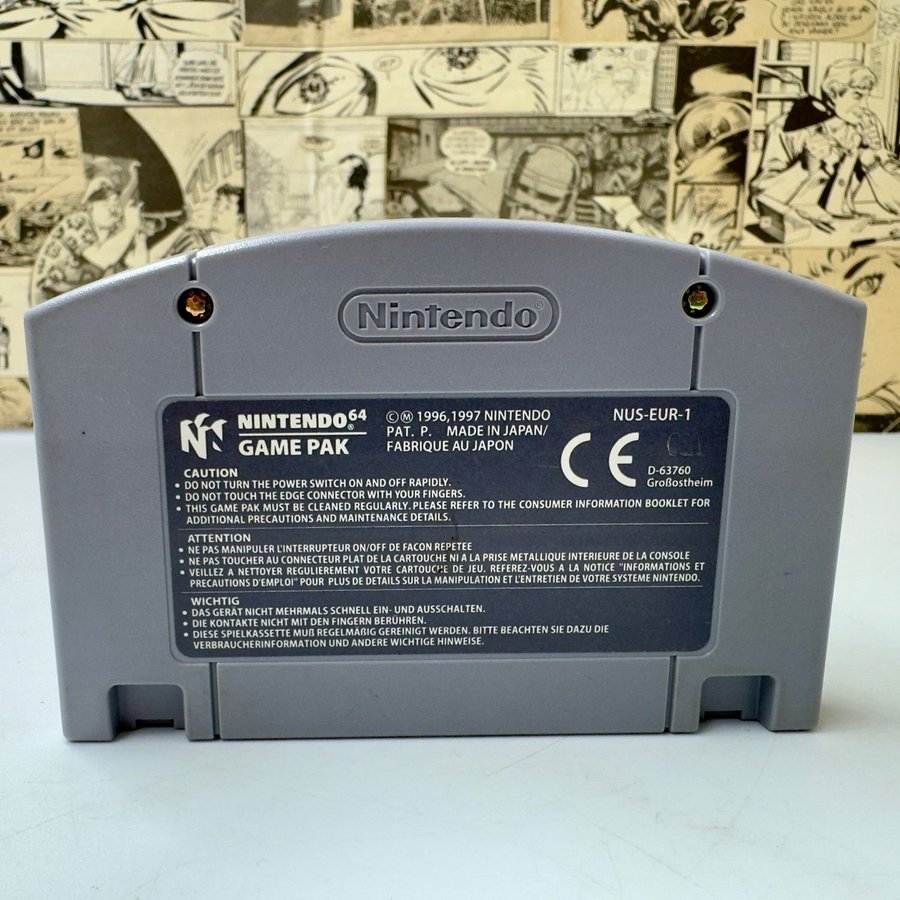 Nintendo®
NINTENDO64®
GAME PAK
©Ⓜ 1996,1997 NINTENDO
PAT. P. MADE IN JAPAN/
FABRIQUE AU JAPON
NUS-EUR-1
CE
D-63760
Großostheim
CAUTION
• DO NOT TURN THE POWER SWITCH ON AND OFF RAPIDLY.
• DO NOT TOUCH THE EDGE CONNECTOR WITH YOUR FINGERS.
• THIS GAME PAK MUST BE CLEANED REGULARLY. PLEASE REFER TO THE CONSUMER INFORMATION BOOKLET FOR
ADDITIONAL PRECAUTIONS AND MAINTENANCE DETAILS.
ATTENTION
• NE PAS MANIPULER L'INTERRUPTEUR ON/OFF DE FACON REPETEE
• NE PAS TOUCHER AU CONNECTEUR PLAT DE LA CARTOUCHE NI A LA PRISE METALLIQUE INTERIEURE DE LA CONSOLE
• VEILLEZ A NETTOYER REGULIEREMENT VOTRE CARTOUCHE DE JEU. REFEREZ-VOUS A LA NOTICE "INFORMATIONS ET
PRECAUTIONS D'EMPLOI" POUR PLUS DE DETAILS SUR LA MANIPULATION ET L'ENTRETIEN DE VOTRE SYSTEME NINTENDO.
WICHTIG
• DAS GERÄT NICHT MEHRMALS SCHNELL EIN- UND AUSSCHALTEN.
• DIE KONTAKTE NICHT MIT DEN FINGERN BERÜHREN.
• DIESE SPIELKASSETTE MUß REGELMÄßIG GEREINIGT WERDEN. BITTE BEACHTEN SIE DAZU DIE
VERBRAUCHERINFORMATION UND ANDERE WICHTIGE HINWEISE.